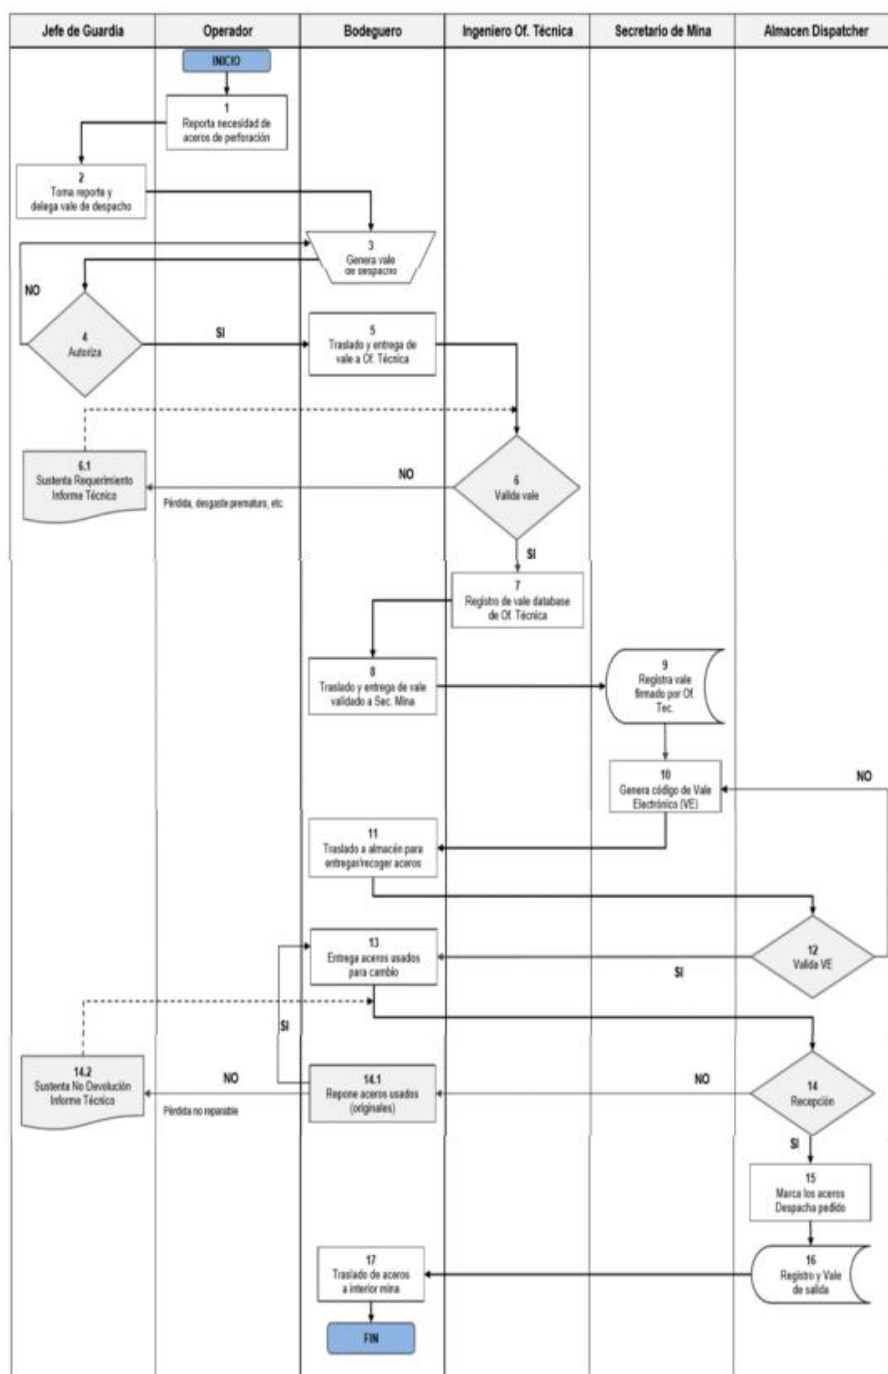 Jefe de Guardia
Operador
Bodeguero
Ingeniero Of. Técnica
Secretario de Mina
Almacen Dispatcher
INICIO
1
Reporta necesidad de
aceros de perforación
2
Toma reporte y
delega vale de despacho
3
Genera vale
de despacho
NO
4
Autoriza
SI
5
Traslado y entrega de
vale a Of. Técnica
6.1
Sustenta Requerimiento
Informe Técnico
NO
Pérdida, desgaste prematuro, etc.
6
Valida vale
SI
7
Registro de vale database
de Of. Técnica
8
Traslado y entrega de vale
validado a Sec. Mina
9
Registra vale
firmado por Of.
Tec.
10
Genera código de Vale
Electrónico (VE)
NO
11
Traslado a almacén para
entregar/recoger aceros
12
Valida VE
SI
13
Entrega aceros usados
para cambio
SI
14.2
Sustenta No Devolución
Informe Técnico
NO
Pérdida no reparable
14.1
Repone aceros usados
(originales)
NO
14
Recepción
SI
15
Marca los aceros
Despacha pedido
16
Registro y Vale
de salida
17
Traslado de aceros
a interior mina
FIN